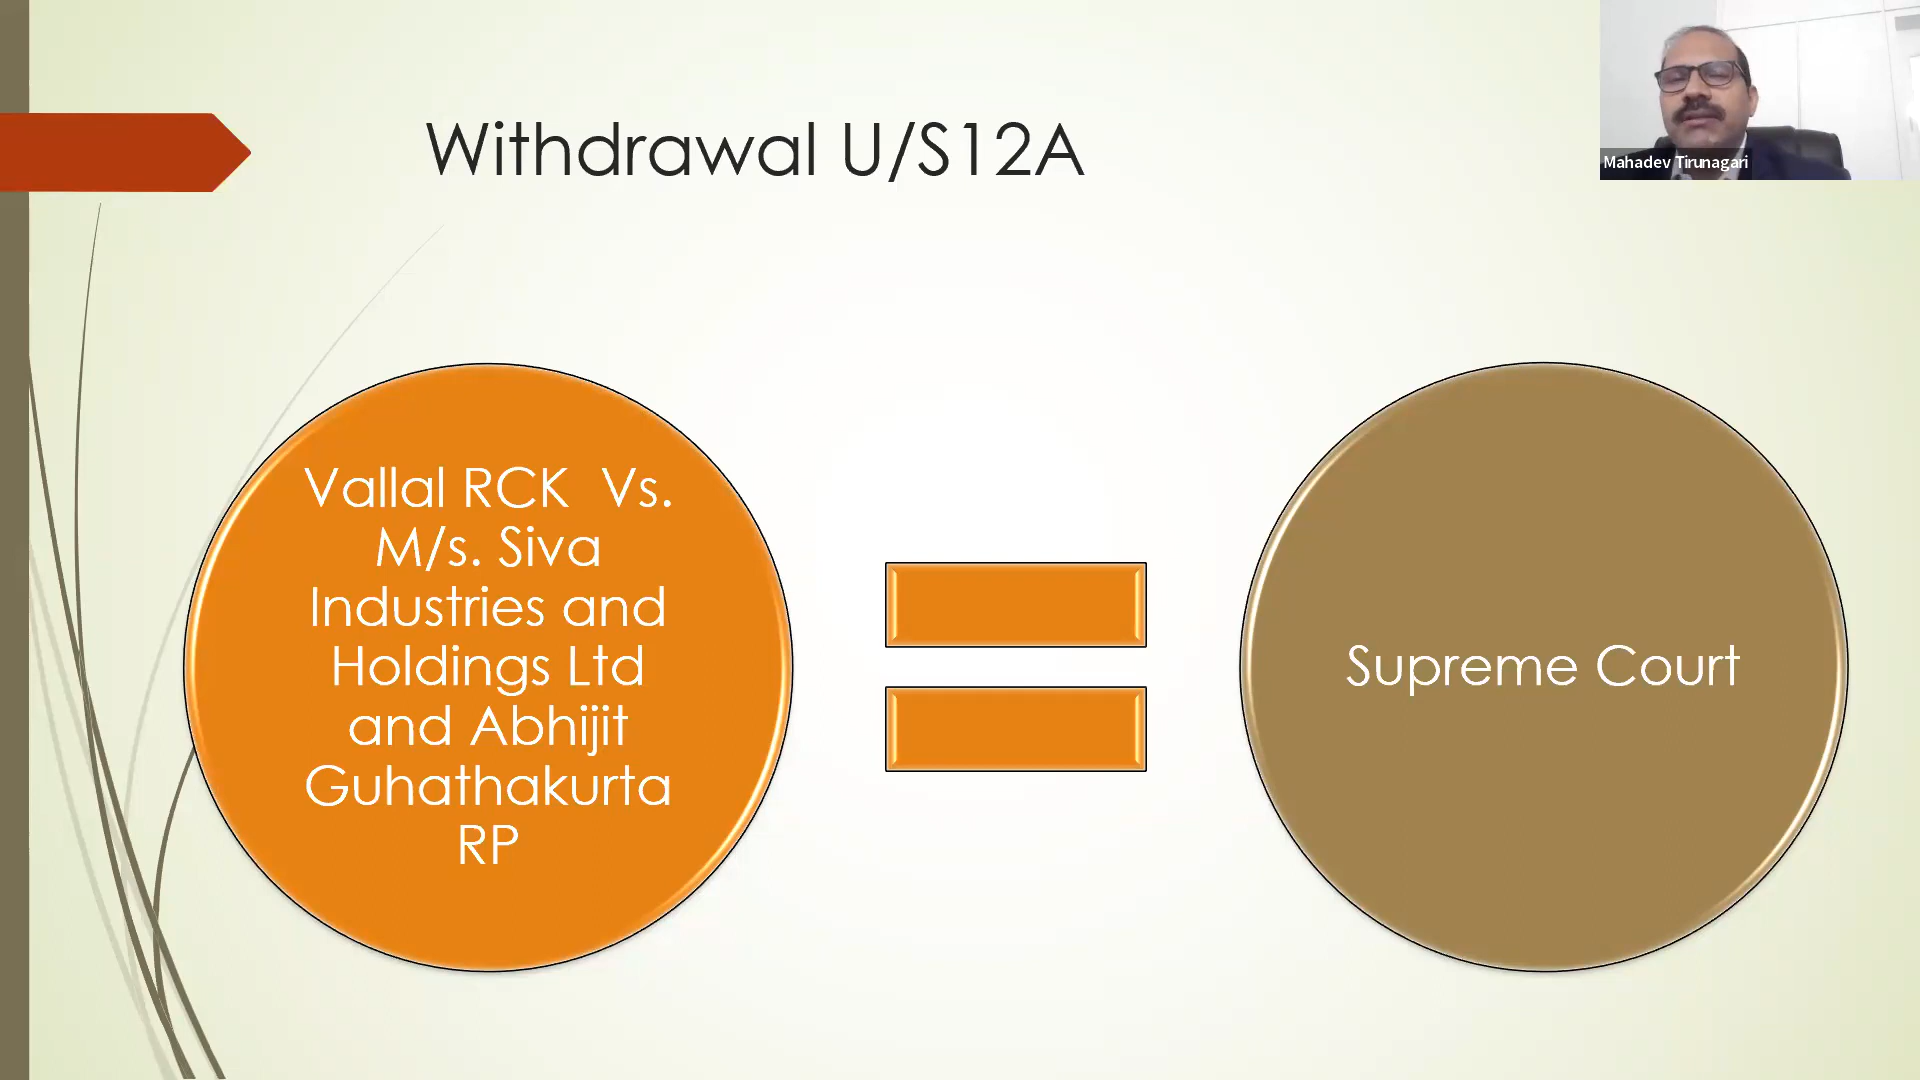 Withdrawal U/S12A
Mahadev Tirunagari
Vallal RCK Vs.
M/s. Siva
Industries and
Holdings Ltd
and Abhijit
Guhathakurta
RP
Supreme Court